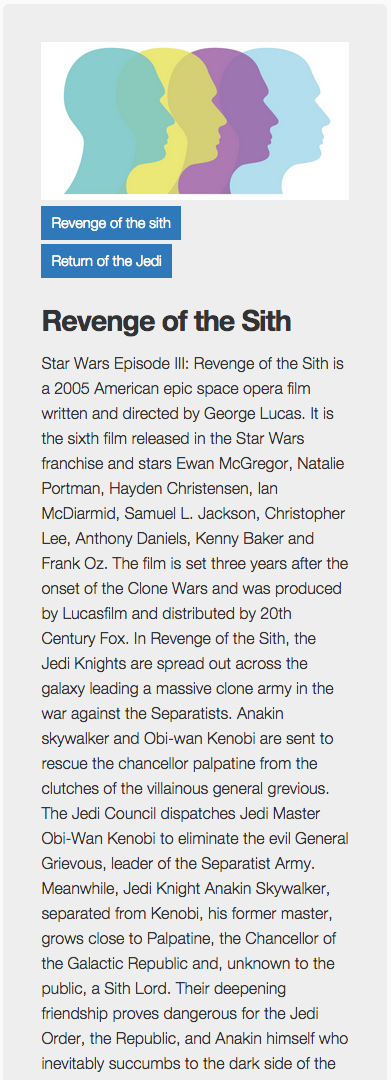 Revenge of the sith
Return of the Jedi
Revenge of the Sith
Star Wars Episode III: Revenge of the Sith is
a 2005 American epic space opera film
written and directed by George Lucas. It is
the sixth film released in the Star Wars
franchise and stars Ewan McGregor, Natalie
Portman, Hayden Christensen, Ian
McDiarmid, Samuel L. Jackson, Christopher
Lee, Anthony Daniels, Kenny Baker and
Frank Oz. The film is set three years after the
onset of the Clone Wars and was produced
by Lucasfilm and distributed by 20th
Century Fox. In Revenge of the Sith, the
Jedi Knights are spread out across the
galaxy leading a massive clone army in the
war against the Separatists. Anakin
skywalker and Obi-wan Kenobi are sent to
rescue the chancellor palpatine from the
clutches of the villainous general grevious.
The Jedi Council dispatches Jedi Master
Obi-Wan Kenobi to eliminate the evil General
Grievous, leader of the Separatist Army.
Meanwhile, Jedi Knight Anakin Skywalker,
separated from Kenobi, his former master,
grows close to Palpatine, the Chancellor of
the Galactic Republic and, unknown to the
public, a Sith Lord. Their deepening
friendship proves dangerous for the Jedi
Order, the Republic, and Anakin himself who
inevitably succumbs to the dark side of the